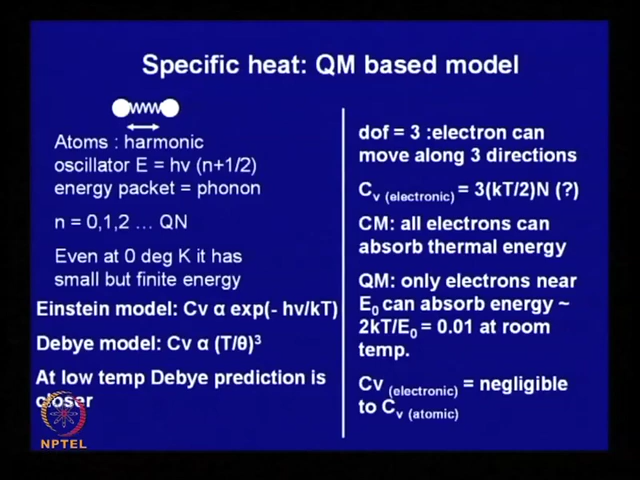 Specific heat: QM based model
Atoms : harmonic
oscillator E = hν (n+1/2)
energy packet = phonon
n = 0,1,2 … QN
Even at 0 deg K it has
small but finite energy
Einstein model: Cv α exp(- hν/kT)
Debye model: Cv α (T/θ)³
At low temp Debye prediction is
closer
dof = 3 :electron can
move along 3 directions
Cv (electronic) = 3(kT/2)N (?)
CM: all electrons can
absorb thermal energy
QM: only electrons near
E0 can absorb energy ~
2kT/E0 = 0.01 at room
temp.
Cv (electronic) = negligible
to Cv (atomic)
NPTEL